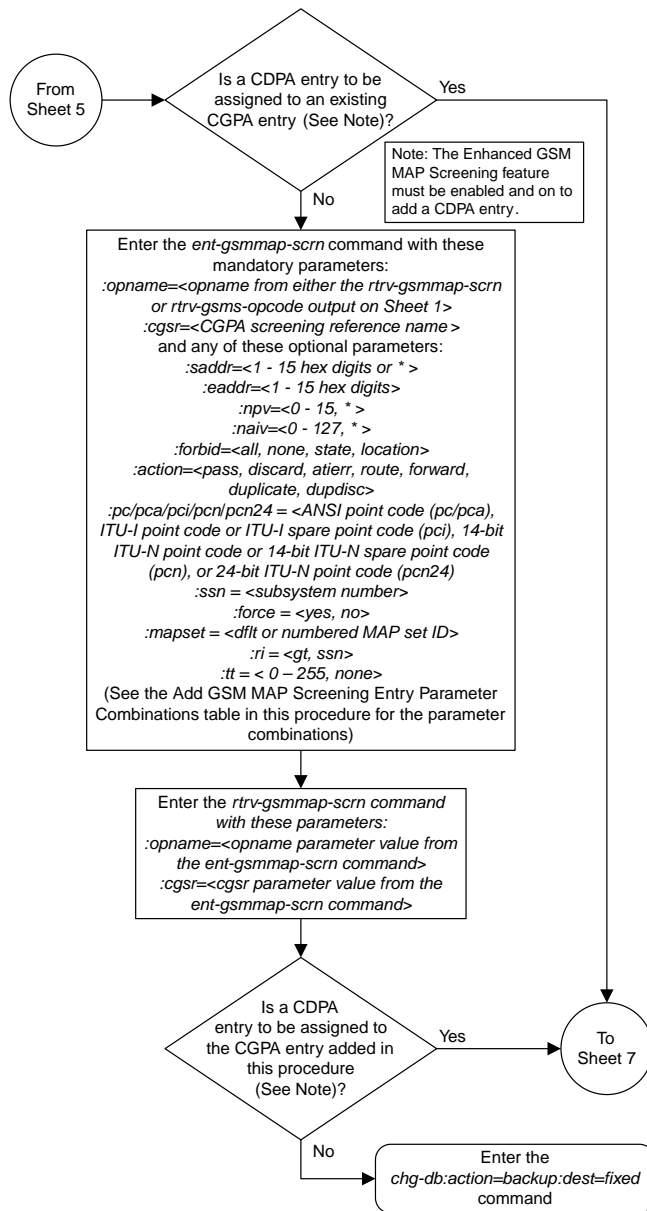 From
Sheet 5
Is a CDPA entry to be
assigned to an existing
CGPA entry (See Note)?
Yes
Note: The Enhanced GSM
MAP Screening feature
must be enabled and on to
add a CDPA entry.
No
Enter the ent-gsmmap-scrn command with these
mandatory parameters:
:opname=<opname from either the rtrv-gsmmap-scrn
or rtrv-gsms-opcode output on Sheet 1>
:cgsr=<CGPA screening reference name>
and any of these optional parameters:
:saddr=<1 - 15 hex digits or * >
:eaddr=<1 - 15 hex digits>
:npv=<0 - 15, * >
:naiv=<0 - 127, * >
:forbid=<all, none, state, location>
:action=<pass, discard, atierr, route, forward,
duplicate, dupdisc>
:pc/pca/pci/pcn/pcn24 = <ANSI point code (pc/pca),
ITU-I point code or ITU-I spare point code (pci), 14-bit
ITU-N point code or 14-bit ITU-N spare point code
(pcn), or 24-bit ITU-N point code (pcn24)
:ssn = <subsystem number>
:force = <yes, no>
:mapset = <dflt or numbered MAP set ID>
:ri = <gt, ssn>
:tt = < 0 – 255, none>
(See the Add GSM MAP Screening Entry Parameter
Combinations table in this procedure for the parameter
combinations)
Enter the rtrv-gsmmap-scrn command
with these parameters:
:opname=<opname parameter value from
the ent-gsmmap-scrn command>
:cgsr=<cgsr parameter value from the
ent-gsmmap-scrn command>
Is a CDPA
entry to be assigned to
the CGPA entry added in
this procedure
(See Note)?
Yes
To
Sheet 7
No
Enter the
chg-db:action=backup:dest=fixed
command